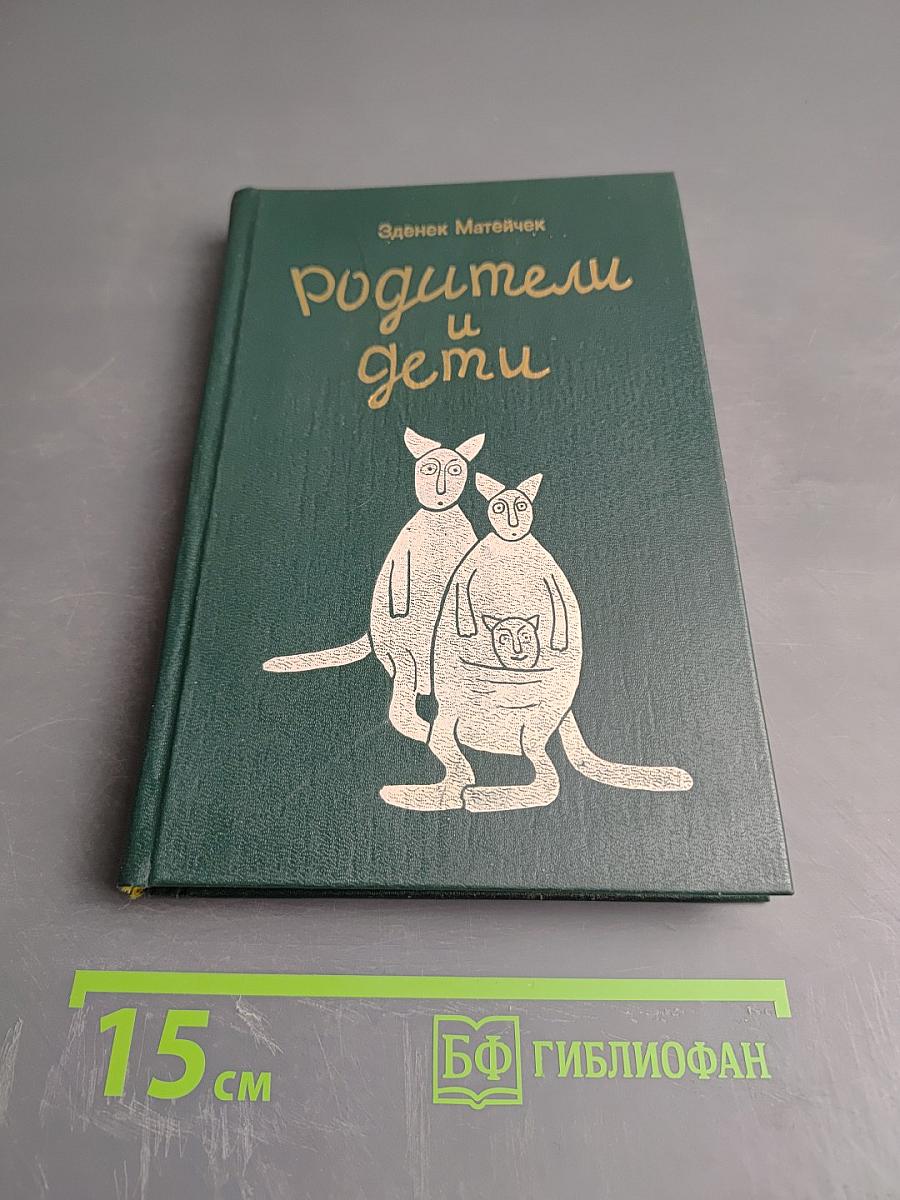 Зденек Матейчек
Родители
и
дети
15 см
БФ ГИБЛИОФАН